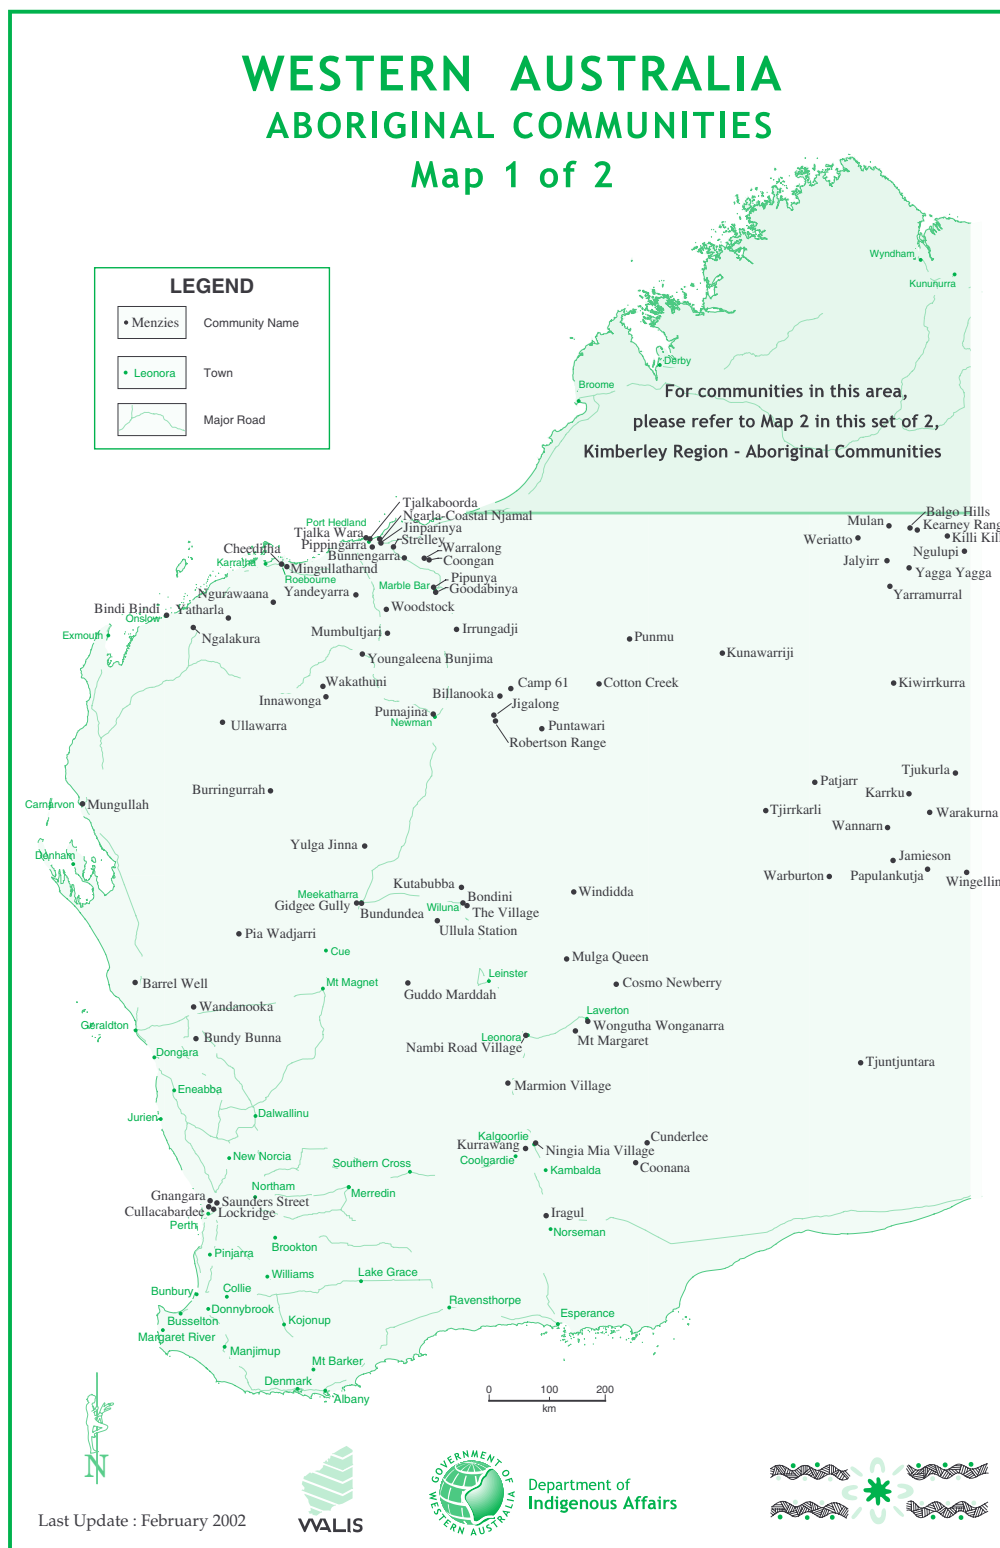 WESTERN AUSTRALIA
ABORIGINAL COMMUNITIES
Map 1 of 2
LEGEND
Menzies
Community Name
Leonora
Town
Major Road
Wyndham
Kununurra
Derby
Broome
For communities in this area,
please refer to Map 2 in this set of 2,
Kimberley Region - Aboriginal Communities
Tjalkaboorda
Ngarla-Coastal Njamal
Port Hedland
Jinparinya
Tjalka Wara
Strelley
Pippingarra
Warralong
Bunnengarra
Coongan
Cheeditha
Karratha
Mingullatharnd
Roebourne
Pipunya
Marble Bar
Goodabinya
Ngurawaana
Yandeyarra
Woodstock
Bindi Bindi
Yatharla
Onslow
Exmouth
Ngalakura
Mumbultjari
Irrungadji
Youngaleena Bunjima
Punmu
Kunawarriji
Balgo Hills
Mulan
Kearney Rang
Weriatto
Killi Kill
Ngulupi
Jalyirr
Yagga Yagga
Yarramurral
Kiwirrkurra
Wakathuni
Innawonga
Camp 61
Cotton Creek
Billanooka
Jigalong
Pumajina
Newman
Puntawari
Robertson Range
Ullawarra
Burringurrah
Carnarvon
Mungullah
Tjukurla
Patjarr
Karrku
Tjirrkarli
Warakurna
Wannarn
Yulga Jinna
Denham
Jamieson
Warburton
Papulankutja
Wingellin
Kutabubba
Windidda
Meekatharra
Bondini
Gidgee Gully
Wiluna
Bundundea
The Village
Ullula Station
Pia Wadjarri
Cue
Mulga Queen
Barrel Well
Mt Magnet
Leinster
Guddo Marddah
Cosmo Newberry
Wandanooka
Geraldton
Laverton
Wongutha Wonganarra
Bundy Bunna
Leonora
Mt Margaret
Nambi Road Village
Dongara
Tjuntjuntara
Eneabba
Marmion Village
Jurien
Dalwallinu
Kalgoorlie
Cunderlee
Kurrawang
Ningia Mia Village
New Norcia
Southern Cross
Coolgardie
Coonana
Kambalda
Northam
Merredin
Gnangara
Saunders Street
Cullacabardee
Lockridge
Perth
Iragul
Norseman
Brookton
Pinjarra
Williams
Lake Grace
Bunbury
Collie
Ravensthorpe
Donnybrook
Busselton
Kojonup
Esperance
Margaret River
Manjimup
Mt Barker
Denmark
Albany
0 100 200
km
N
Last Update : February 2002
WALIS
GOVERNMENT OF
WESTERN AUSTRALIA
Department of
Indigenous Affairs